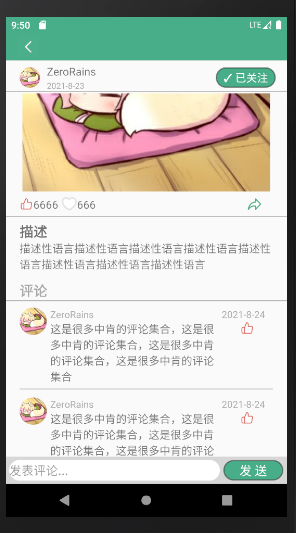 9:50
LTE
ZeroRains
2021-8-23
✓已关注
6666 666
描述
描述性语言描述性语言描述性语言描述性语言描述性
语言描述性语言描述性语言描述性语言
评论
ZeroRains 2021-8-24
这是很多中肯的评论集合，这是很
多中肯的评论集合，这是很多中肯
的评论集合，这是很多中肯的评论
集合
ZeroRains 2021-8-24
这是很多中肯的评论集合，这是很
多中肯的评论集合，这是很多中肯
的评论集合，这是很多中肯的评论
发表评论...
发 送